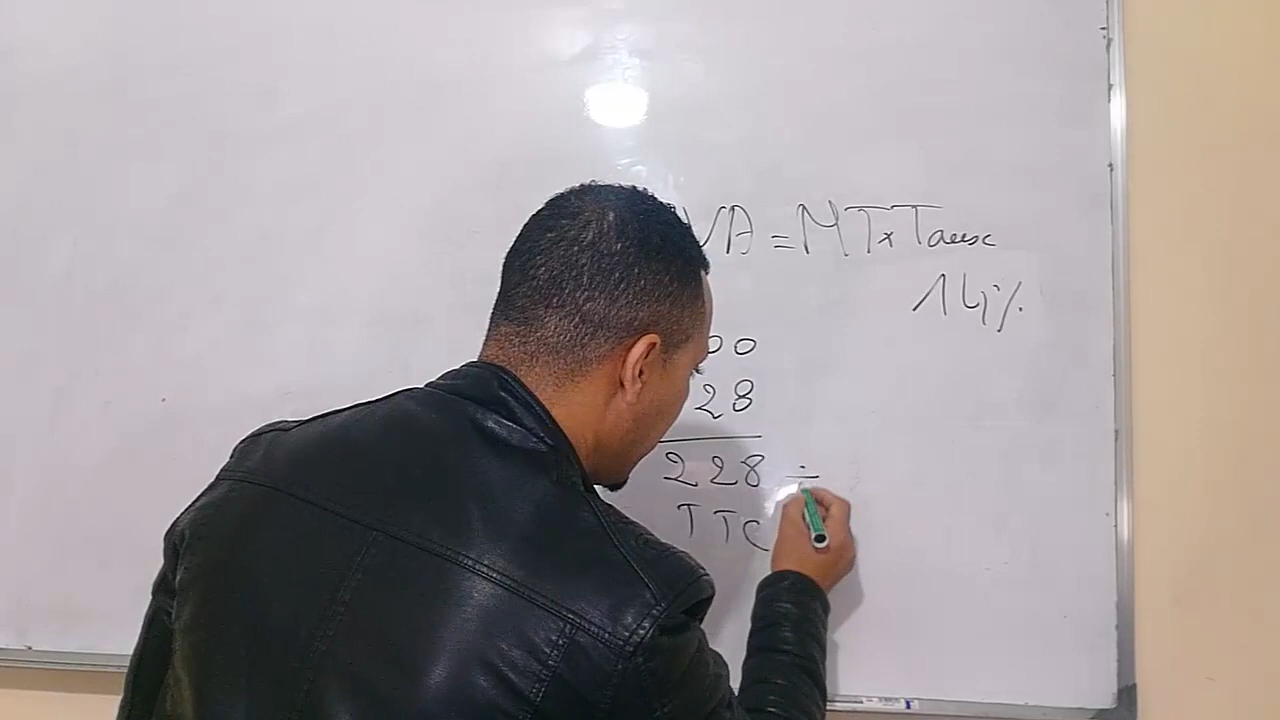 VA = MT x Taux
14%
00
28
228 ÷
TTC